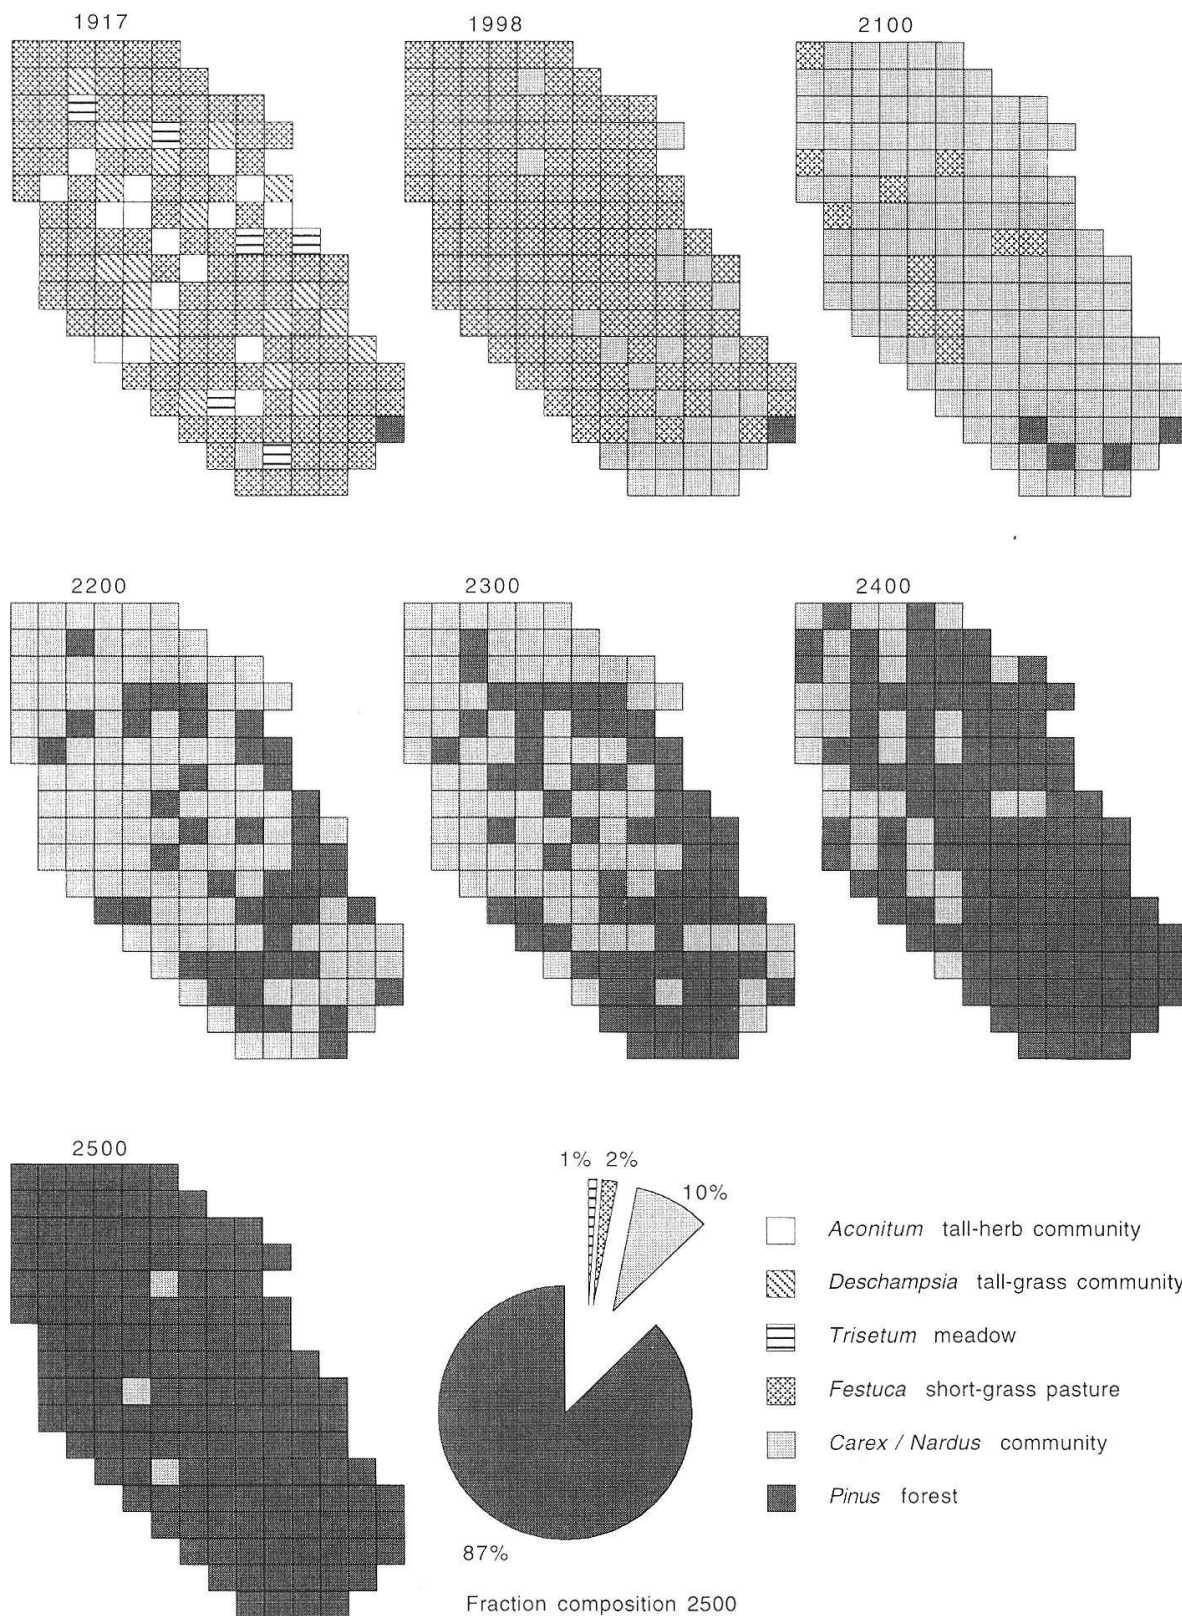 1917
1998
2100
2200
2300
2400
2500
1%
2%
10%
87%
Fraction composition 2500
Aconitum tall-herb community
Deschampsia tall-grass community
Trisetum meadow
Festuca short-grass pasture
Carex / Nardus community
Pinus forest